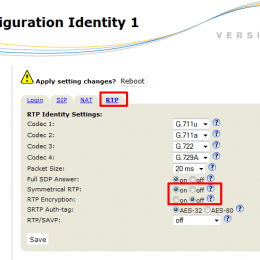 figuration Identity 1
VERSI
Apply setting changes? Reboot
Login SIP NAT RTP
RTP Identity Settings:
Codec 1: G.711u
Codec 2: G.711a
Codec 3: G.722
Codec 4: G.729A
Packet Size: 20 ms
Full SDP Answer: on off
Symmetrical RTP: on off
RTP Encryption: on off
SRTP Auth-tag: AES-32 AES-80
RTP/SAVP: off
Save